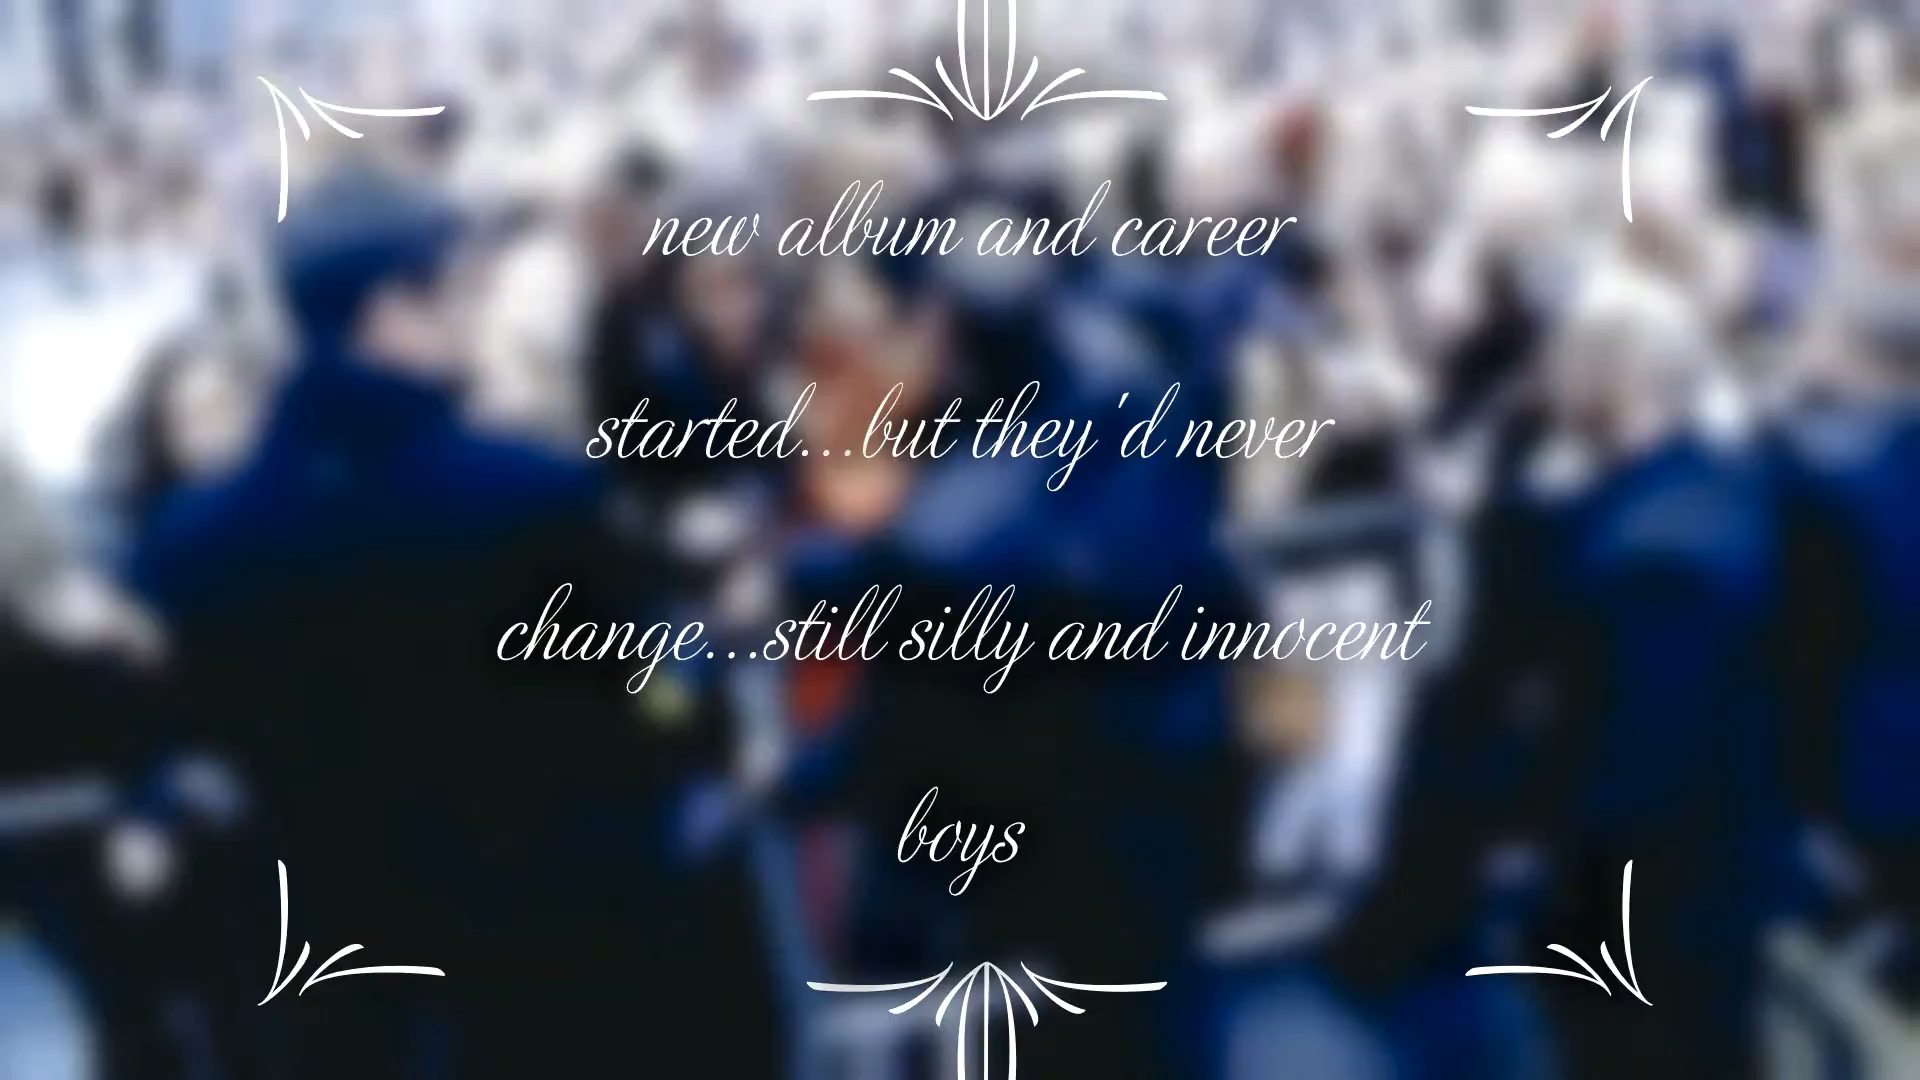 new album and career
started...but they'd never
change...still silly and innocent
boys